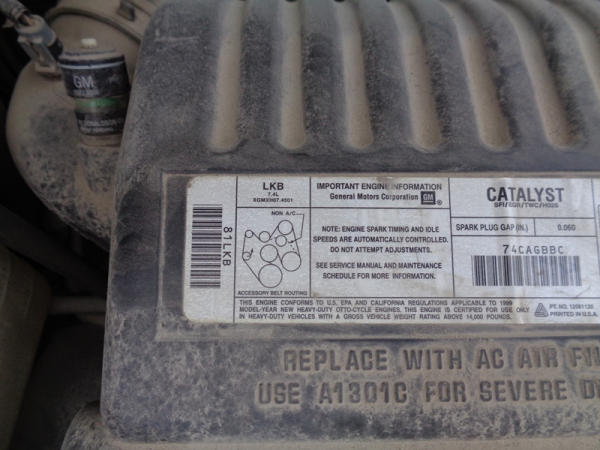 GM
LKB
7.4L
NON A/C
81LKB
ACCESSORY BELT ROUTING
IMPORTANT ENGINE INFORMATION
General Motors Corporation GM
NOTE: ENGINE SPARK TIMING AND IDLE
SPEEDS ARE AUTOMATICALLY CONTROLLED.
DO NOT ATTEMPT ADJUSTMENTS.
SEE SERVICE MANUAL AND MAINTENANCE
SCHEDULE FOR MORE INFORMATION.
CATALYST
SFI/EGR/TWC/HO2S
SPARK PLUG GAP (IN.) 0.060
74CAGBBC
THIS ENGINE CONFORMS TO U.S. EPA AND CALIFORNIA REGULATIONS APPLICABLE TO 1999
MODEL-YEAR NEW HEAVY-DUTY OTTO-CYCLE ENGINES. THIS ENGINE IS CERTIFIED FOR USE ONLY
IN HEAVY-DUTY VEHICLES WITH A GROSS VEHICLE WEIGHT RATING ABOVE 14,000 POUNDS.
PRINTED IN U.S.A.
REPLACE WITH AC AIR
USE A1301C FOR SEVERE